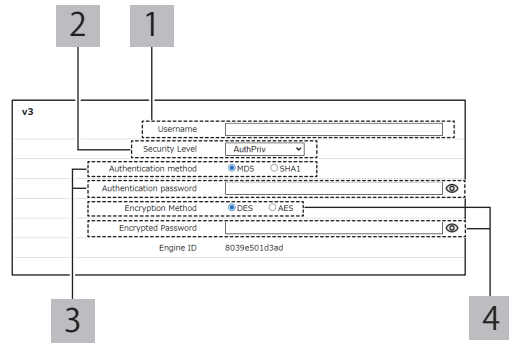 2
1
v3
Username
Security Level AuthPriv
Authentication method MD5 SHA1
Authentication password
Encryption Method DES AES
Encrypted Password
Engine ID 8039e501d3ad
3
4